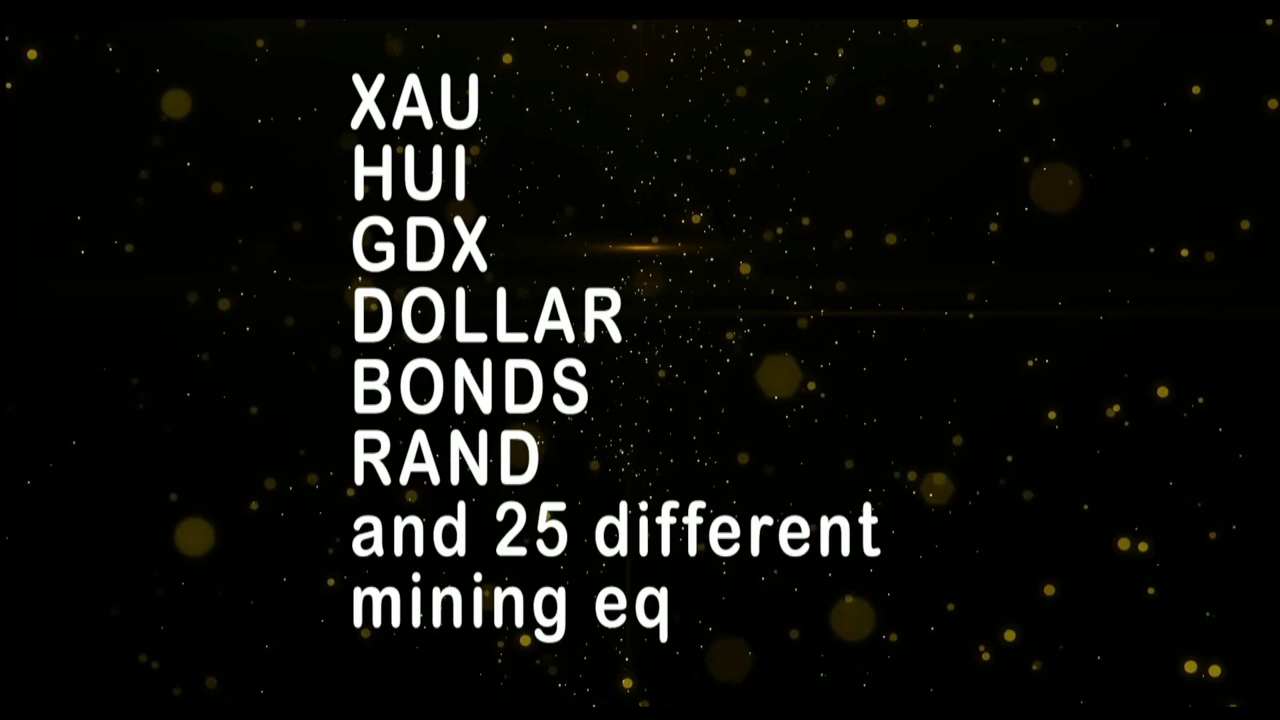 XAU
HUI
GDX
DOLLAR
BONDS
RAND
and 25 different
mining eq